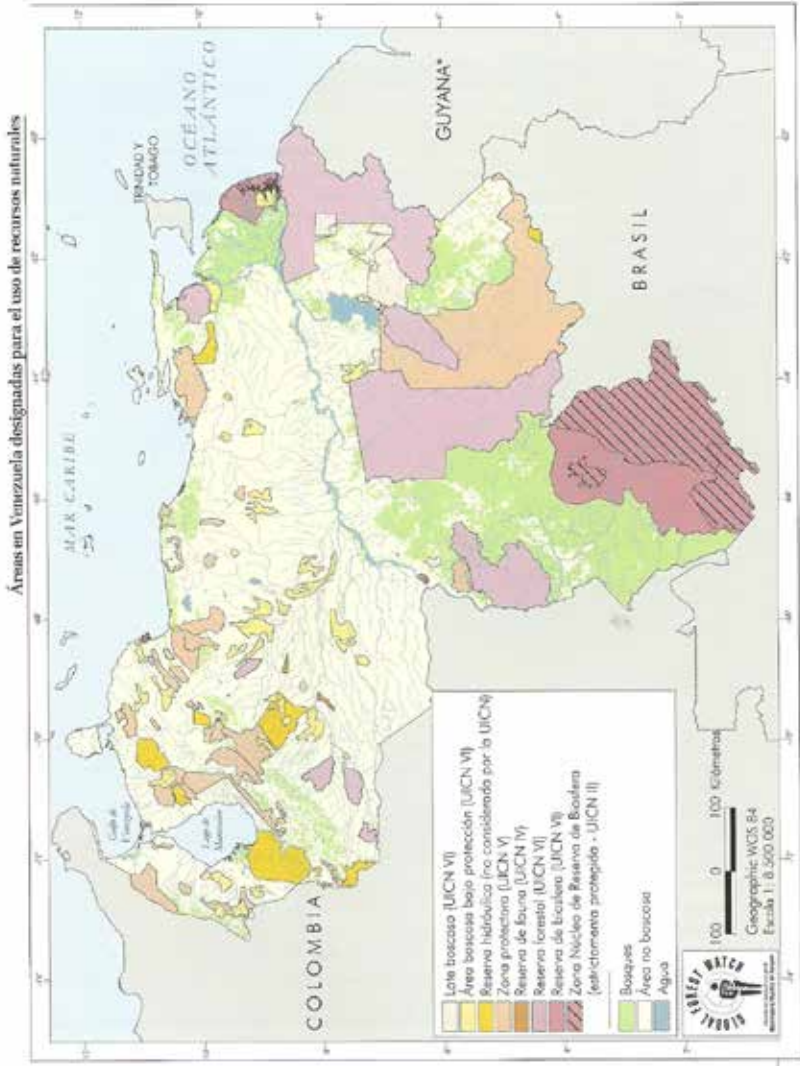 Áreas en Venezuela designadas para el uso de recursos naturales
MAR CARIBE
OCÉANO
ATLÁNTICO
TRINIDAD Y
TOBAGO
Golfo de
Venezuela
Lago de
Maracaibo
GUYANA*
COLOMBIA
BRASIL
Lote boscoso (UICN VI)
Área boscosa bajo protección (UICN VI)
Reserva hidráulica (no considerada por la UICN)
Zona protectora (UICN V)
Reserva de fauna (UICN IV)
Reserva forestal (UICN VI)
Reserva de biosfera (UICN VI)
Zona Núcleo de Reserva de Biosfera
(estrictamente protegida - UICN II)
Bosques
Área no boscosa
Agua
GLOBAL FOREST WATCH
100 0 100 Kilómetros
Geographic WGS 84
Escala 1: 8.500.000